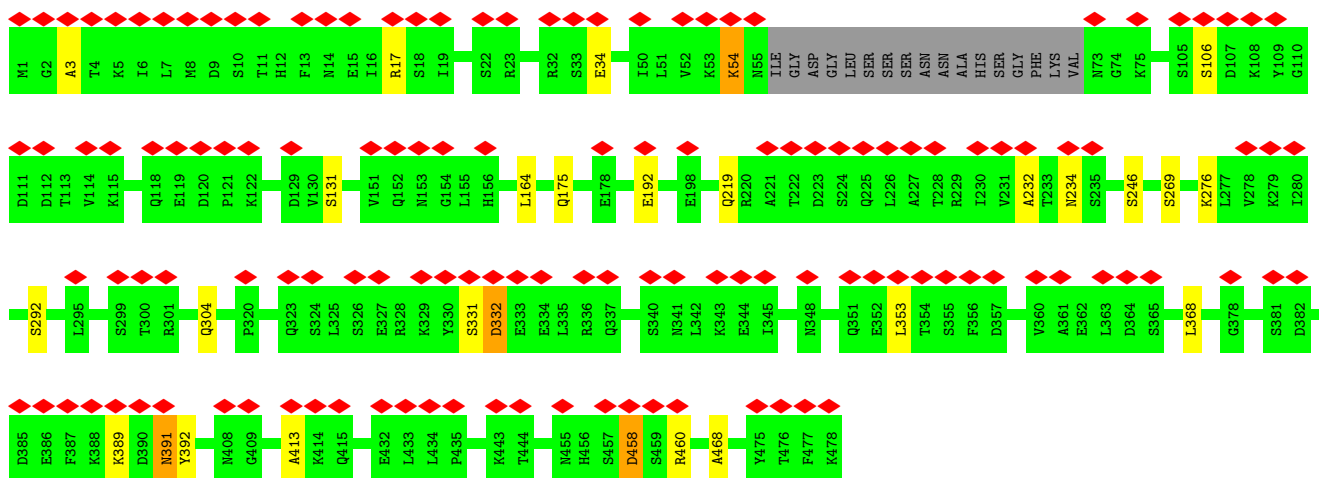 M1 G2 A3 T4 K5 I6 L7 M8 D9 S10 T11 H12 F13 N14 E15 I16 R17 S18 I19 S22 R23 R32 S33 E34 I50 L51 V52 K53 K54 N55 ILE GLY ASP GLY LEU SER SER SER ASN ASN ALA HIS SER GLY PHE LYS VAL N73 G74 K75 S105 S106 D107 K108 Y109 G110
D111 D112 T113 V114 K115 Q118 E119 D120 P121 K122 D129 V130 S131 V151 Q152 N153 G154 L155 H156 L164 Q175 E178 E192 E198 Q219 R220 A221 T222 D223 S224 Q225 L226 A227 T228 R229 I230 V231 A232 T233 N234 S235 S246 S269 K276 L277 V278 K279 I280
S292 L295 S299 T300 R301 Q304 P320 Q323 S324 L325 S326 E327 R328 K329 Y330 S331 D332 E333 E334 L335 R336 Q337 S340 N341 L342 K343 E344 I345 N348 Q351 E352 L353 T354 S355 F356 D357 V360 A361 E362 L363 D364 S365 L368 G378 S381 D382
D385 E386 F387 K388 K389 D390 N391 Y392 N408 G409 A413 K414 Q415 E432 L433 L434 P435 K443 T444 N455 H456 S457 D458 S459 R460 A468 Y475 T476 F477 K478